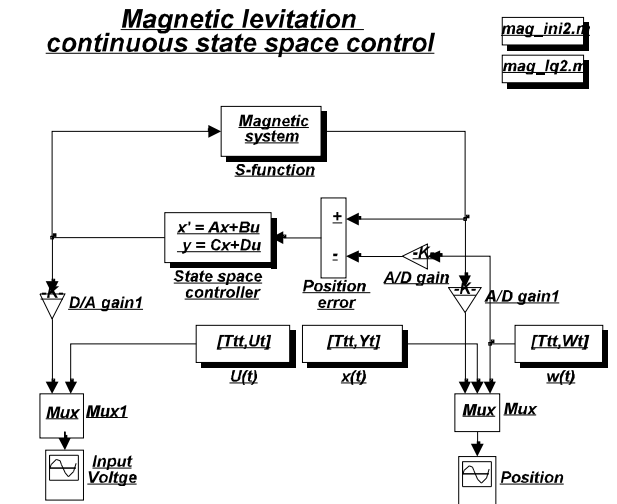 Magnetic levitation
continuous state space control
mag_ini2.m
mag_lq2.m
Magnetic
system
S-function
x' = Ax+Bu
y = Cx+Du
State space
controller
+
-
Position
error
-K-
A/D gain
-K-
D/A gain1
-K-
A/D gain1
[Ttt,Ut]
U(t)
[Ttt,Yt]
x(t)
[Ttt,Wt]
w(t)
Mux
Mux1
Mux
Mux
Input
Voltge
Position